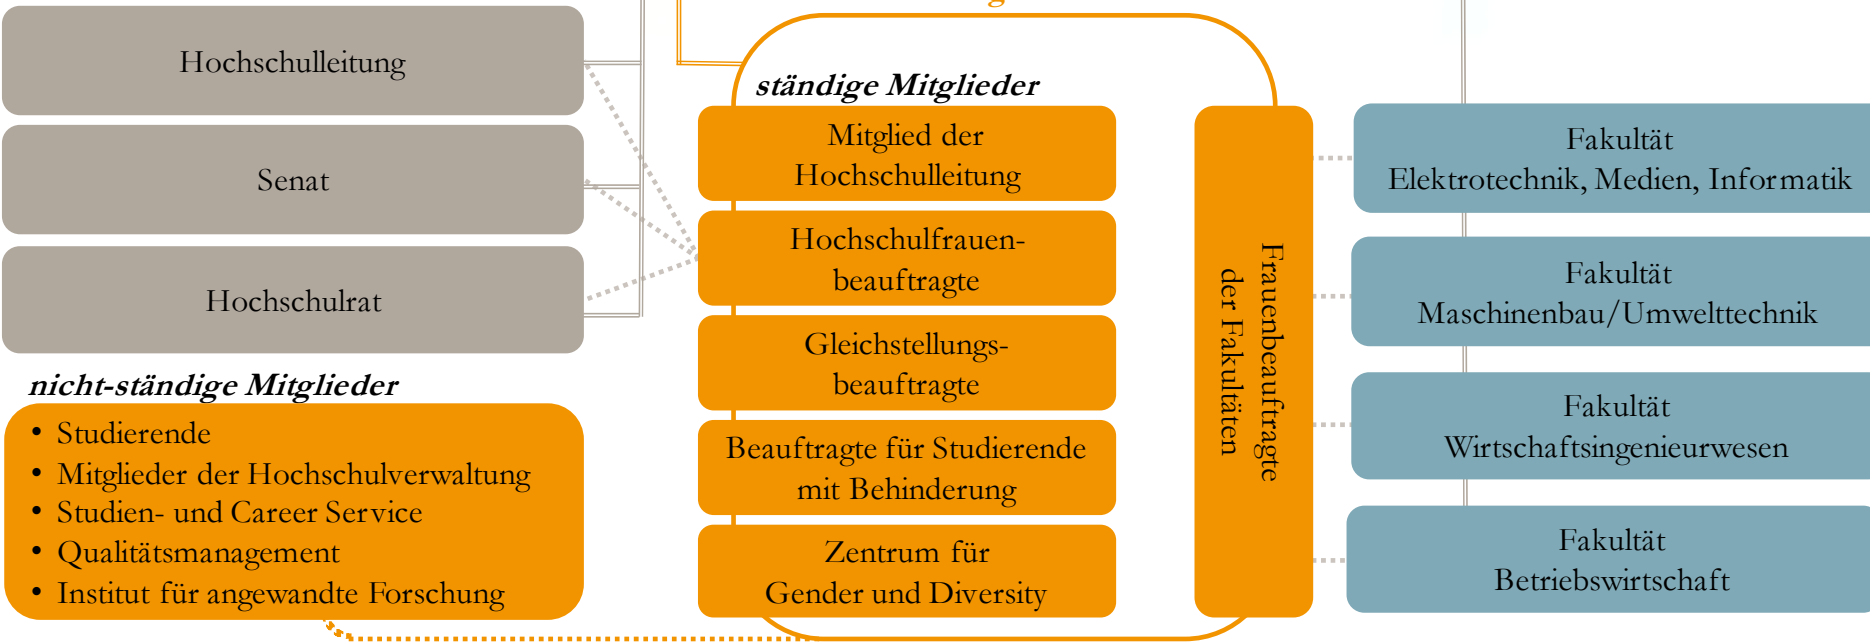 Hochschulleitung
Senat
Hochschulrat
nicht-ständige Mitglieder
• Studierende
• Mitglieder der Hochschulverwaltung
• Studien- und Career Service
• Qualitätsmanagement
• Institut für angewandte Forschung
ständige Mitglieder
Mitglied der
Hochschulleitung
Hochschulfrauen-
beauftragte
Gleichstellungs-
beauftragte
Beauftragte für Studierende
mit Behinderung
Zentrum für
Gender und Diversity
Frauenbeauftragte
der Fakultäten
Fakultät
Elektrotechnik, Medien, Informatik
Fakultät
Maschinenbau/Umwelttechnik
Fakultät
Wirtschaftsingenieurwesen
Fakultät
Betriebswirtschaft